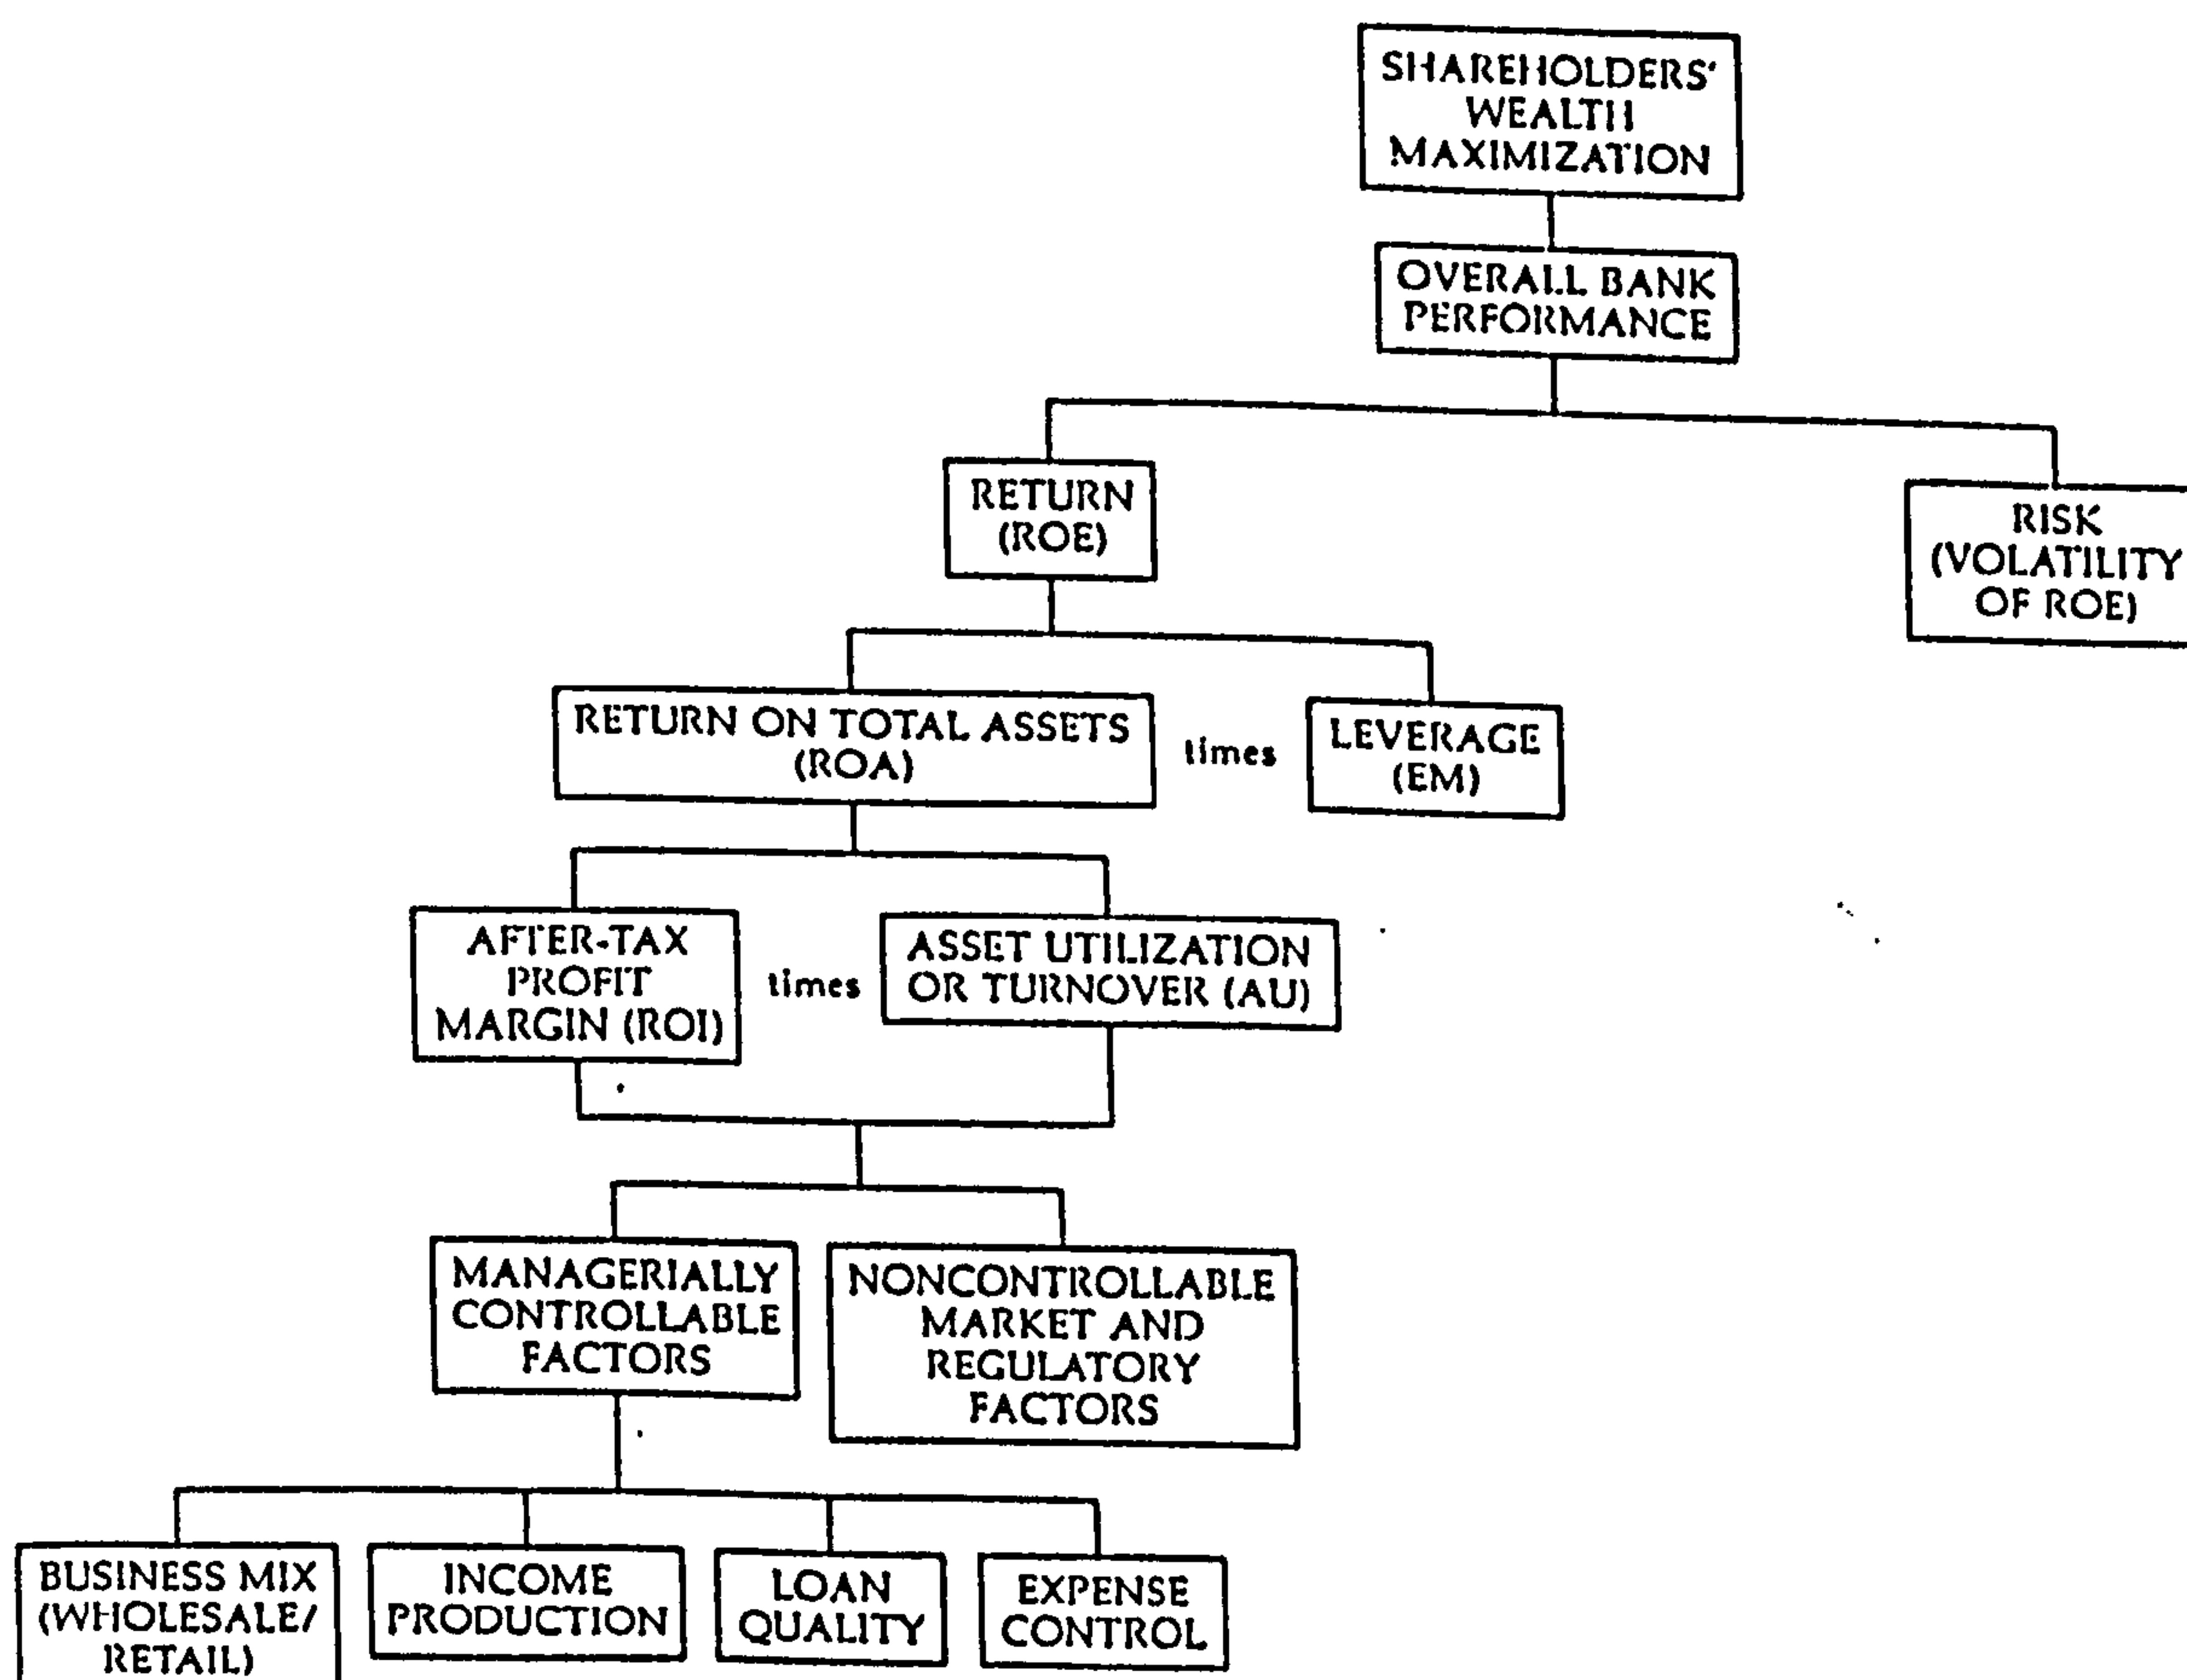 SHAREHOLDERS'
WEALTH
MAXIMIZATION
OVERALL BANK
PERFORMANCE
RETURN
(ROE)
RISK
(VOLATILITY
OF ROE)
RETURN ON TOTAL ASSETS
(ROA)
times
LEVERAGE
(EM)
AFTER-TAX
PROFIT
MARGIN (ROI)
times
ASSET UTILIZATION
OR TURNOVER (AU)
MANAGERIALLY
CONTROLLABLE
FACTORS
NONCONTROLLABLE
MARKET AND
REGULATORY
FACTORS
BUSINESS MIX
(WHOLESALE/
RETAIL)
INCOME
PRODUCTION
LOAN
QUALITY
EXPENSE
CONTROL